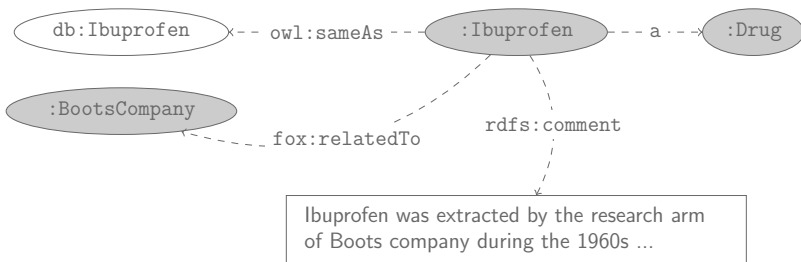 db:Ibuprofen owl:sameAs :Ibuprofen a :Drug
:BootsCompany
fox:relatedTo rdfs:comment
Ibuprofen was extracted by the research arm
of Boots company during the 1960s ...